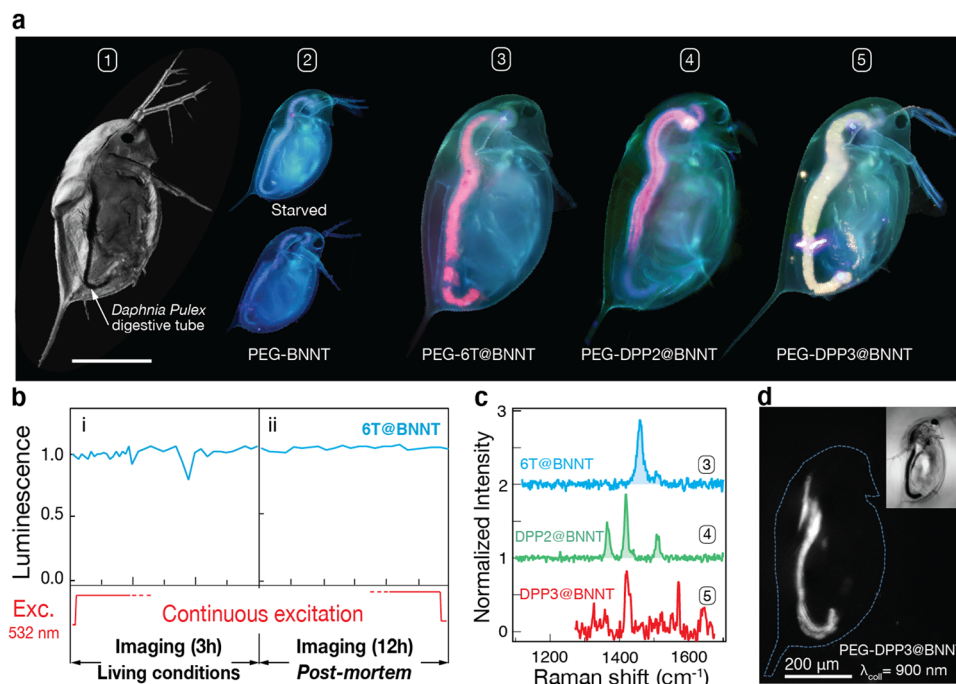 a
1
2
3
4
5
Starved
Daphnia Pulex
digestive tube
PEG-BNNT
PEG-6T@BNNT
PEG-DPP2@BNNT
PEG-DPP3@BNNT
b
i
ii
6T@BNNT
Luminescence
1.0
0.5
0.0
Exc.
532 nm
Continuous excitation
Imaging (3h)
Living conditions
Imaging (12h)
Post-mortem
c
Normalized Intensity
3
2
1
0
6T@BNNT
3
DPP2@BNNT
4
DPP3@BNNT
5
1200
1400
1600
Raman shift (cm⁻¹)
d
PEG-DPP3@BNN
200 µm
λcoll= 900 nm